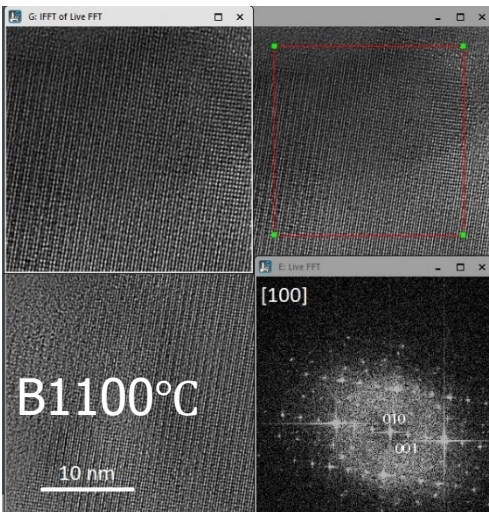 G: IFFT of Live FFT
E: Live FFT
[100]
010
001
B1100°C
10 nm